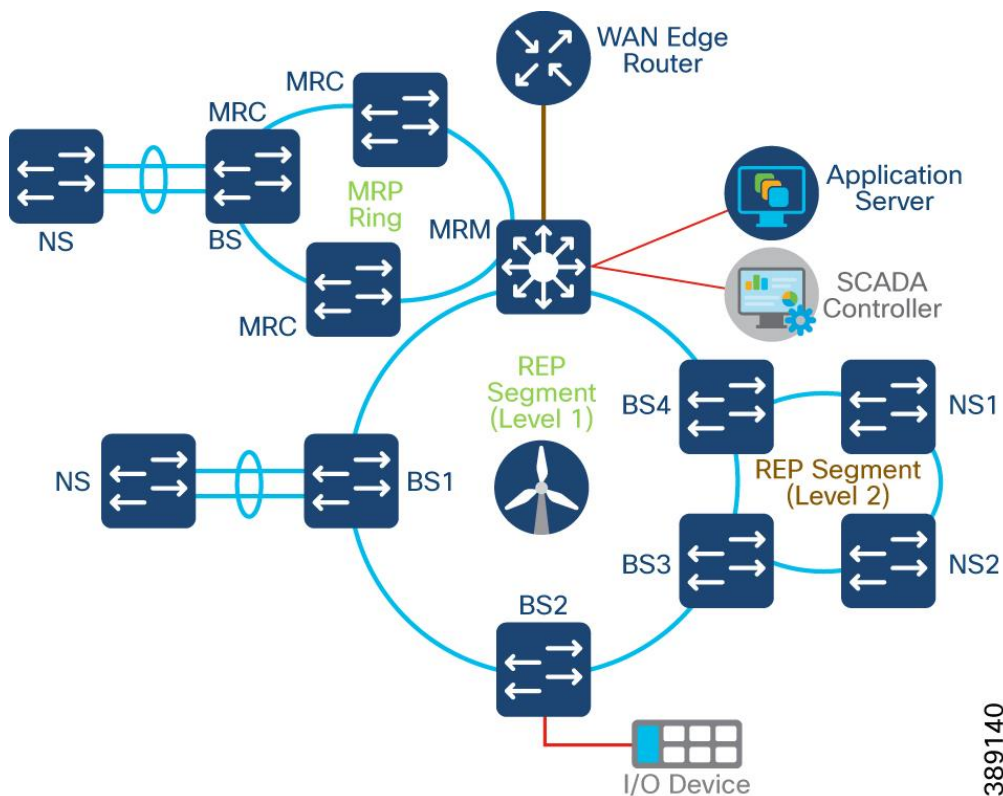 WAN Edge
Router
MRC
MRC
MRP
Ring
NS
BS
MRM
MRC
Application
Server
SCADA
Controller
REP
Segment
(Level 1)
BS4
NS1
NS
BS1
REP Segment
(Level 2)
BS3
NS2
BS2
I/O Device
389140